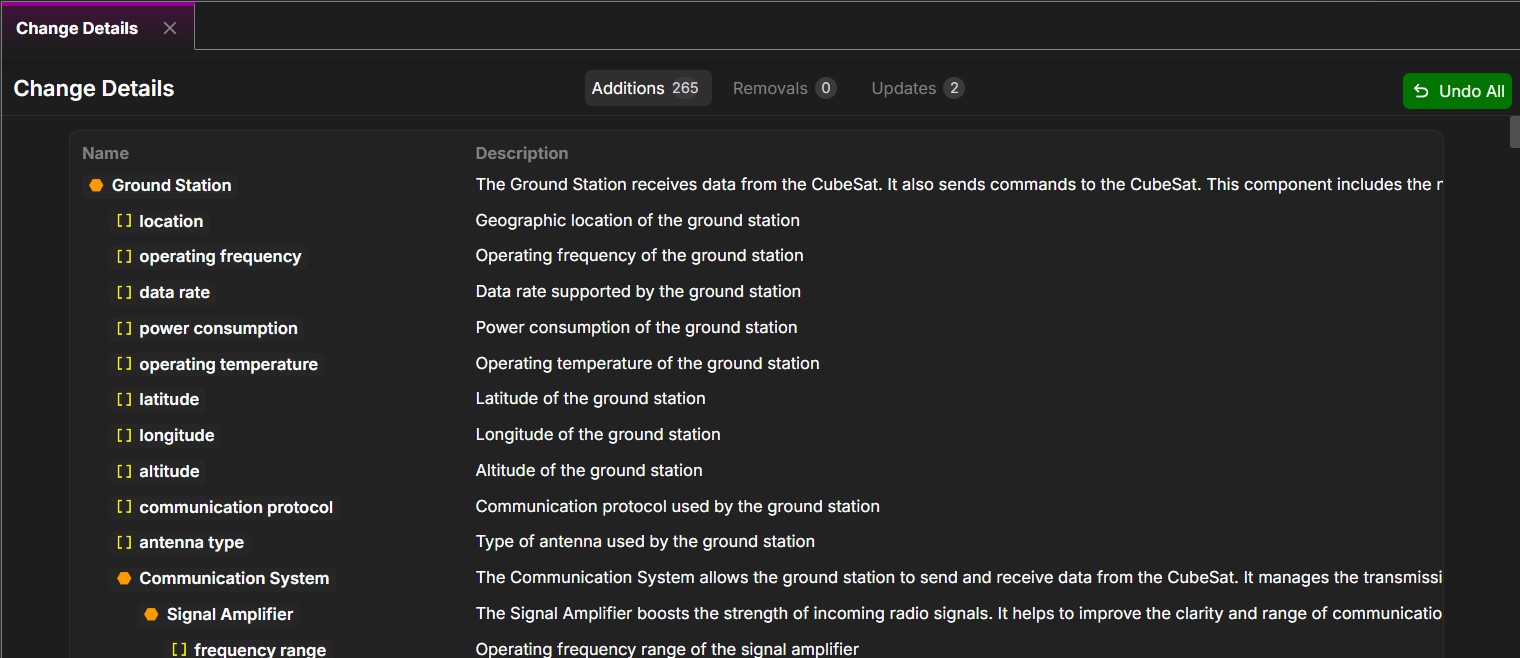 Change Details
Change Details
Additions 265
Removals 0
Updates 2
Undo All
Name Description
Ground Station The Ground Station receives data from the CubeSat. It also sends commands to the CubeSat. This component includes the
[] location Geographic location of the ground station
[] operating frequency Operating frequency of the ground station
[] data rate Data rate supported by the ground station
[] power consumption Power consumption of the ground station
[] operating temperature Operating temperature of the ground station
[] latitude Latitude of the ground station
[] longitude Longitude of the ground station
[] altitude Altitude of the ground station
[] communication protocol Communication protocol used by the ground station
[] antenna type Type of antenna used by the ground station
Communication System The Communication System allows the ground station to send and receive data from the CubeSat. It manages the transmissi
Signal Amplifier The Signal Amplifier boosts the strength of incoming radio signals. It helps to improve the clarity and range of communicatio
[] frequency range Operating frequency range of the signal amplifier